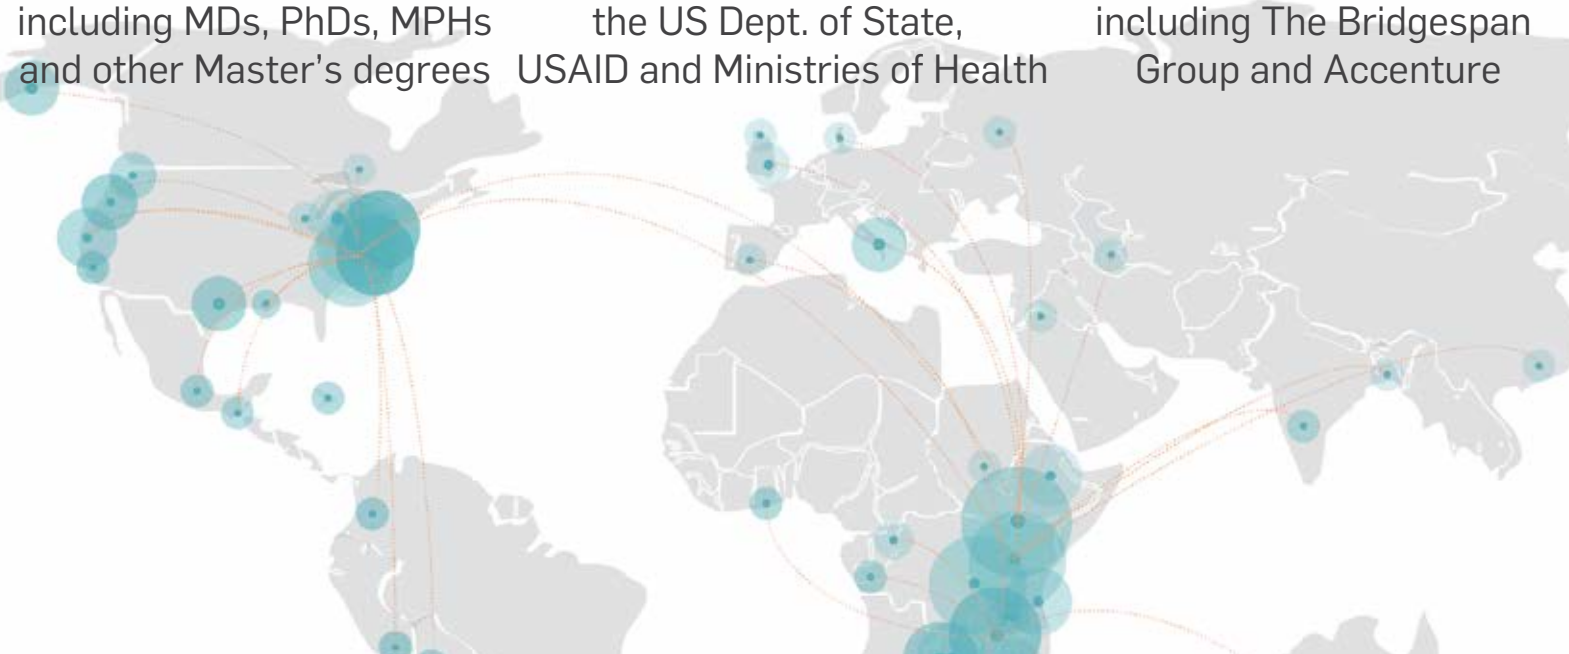 including MDs, PhDs, MPHs
and other Master's degrees
the US Dept. of State,
USAID and Ministries of Health
including The Bridgespan
Group and Accenture